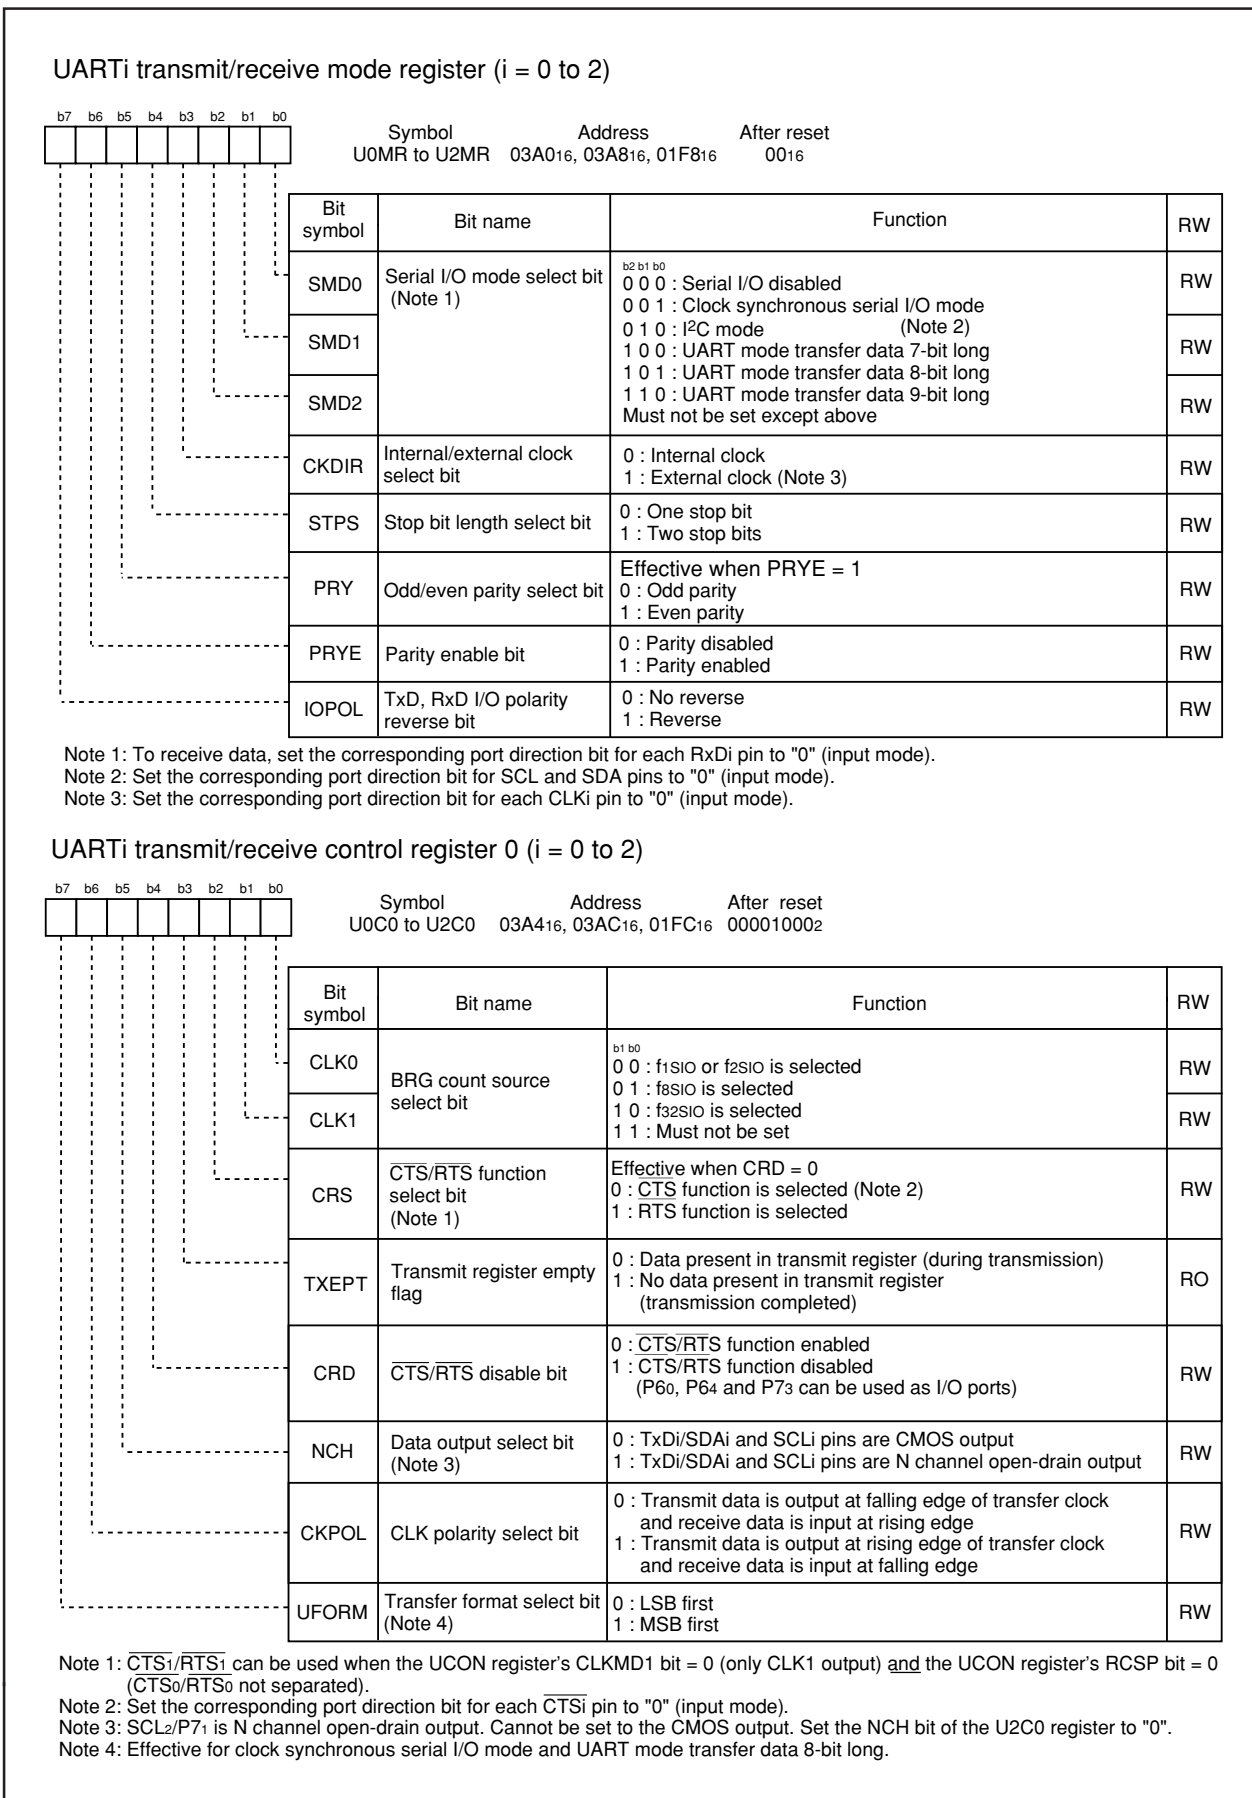 UARTi transmit/receive mode register (i = 0 to 2)
b7 b6 b5 b4 b3 b2 b1 b0
Symbol Address After reset
U0MR to U2MR 03A016, 03A816, 01F816 0016
Bit symbol Bit name Function RW
SMD0 Serial I/O mode select bit (Note 1) RW
b2 b1 b0
0 0 0 : Serial I/O disabled
0 0 1 : Clock synchronous serial I/O mode
0 1 0 : I2C mode (Note 2)
SMD1 RW
1 0 0 : UART mode transfer data 7-bit long
1 0 1 : UART mode transfer data 8-bit long
SMD2 RW
1 1 0 : UART mode transfer data 9-bit long
Must not be set except above
CKDIR Internal/external clock select bit RW
0 : Internal clock
1 : External clock (Note 3)
STPS Stop bit length select bit RW
0 : One stop bit
1 : Two stop bits
PRY Odd/even parity select bit RW
Effective when PRYE = 1
0 : Odd parity
1 : Even parity
PRYE Parity enable bit RW
0 : Parity disabled
1 : Parity enabled
IOPOL TxD, RxD I/O polarity reverse bit RW
0 : No reverse
1 : Reverse
Note 1: To receive data, set the corresponding port direction bit for each RxDi pin to "0" (input mode).
Note 2: Set the corresponding port direction bit for SCL and SDA pins to "0" (input mode).
Note 3: Set the corresponding port direction bit for each CLKi pin to "0" (input mode).
UARTi transmit/receive control register 0 (i = 0 to 2)
b7 b6 b5 b4 b3 b2 b1 b0
Symbol Address After reset
U0C0 to U2C0 03A416, 03AC16, 01FC16 000010002
Bit symbol Bit name Function RW
CLK0 BRG count source select bit RW
b1 b0
0 0 : f1SIO or f2SIO is selected
0 1 : f8SIO is selected
CLK1 RW
1 0 : f32SIO is selected
1 1 : Must not be set
CRS CTS/RTS function select bit (Note 1) RW
Effective when CRD = 0
0 : CTS function is selected (Note 2)
1 : RTS function is selected
TXEPT Transmit register empty flag RO
0 : Data present in transmit register (during transmission)
1 : No data present in transmit register
(transmission completed)
CRD CTS/RTS disable bit RW
0 : CTS/RTS function enabled
1 : CTS/RTS function disabled
(P60, P64 and P73 can be used as I/O ports)
NCH Data output select bit (Note 3) RW
0 : TxDi/SDAi and SCLi pins are CMOS output
1 : TxDi/SDAi and SCLi pins are N channel open-drain output
CKPOL CLK polarity select bit RW
0 : Transmit data is output at falling edge of transfer clock
and receive data is input at rising edge
1 : Transmit data is output at rising edge of transfer clock
and receive data is input at falling edge
UFORM Transfer format select bit (Note 4) RW
0 : LSB first
1 : MSB first
Note 1: CTS1/RTS1 can be used when the UCON register's CLKMD1 bit = 0 (only CLK1 output) and the UCON register's RCSP bit = 0
(CTS0/RTS0 not separated).
Note 2: Set the corresponding port direction bit for each CTSi pin to "0" (input mode).
Note 3: SCL2/P71 is N channel open-drain output. Cannot be set to the CMOS output. Set the NCH bit of the U2C0 register to "0".
Note 4: Effective for clock synchronous serial I/O mode and UART mode transfer data 8-bit long.